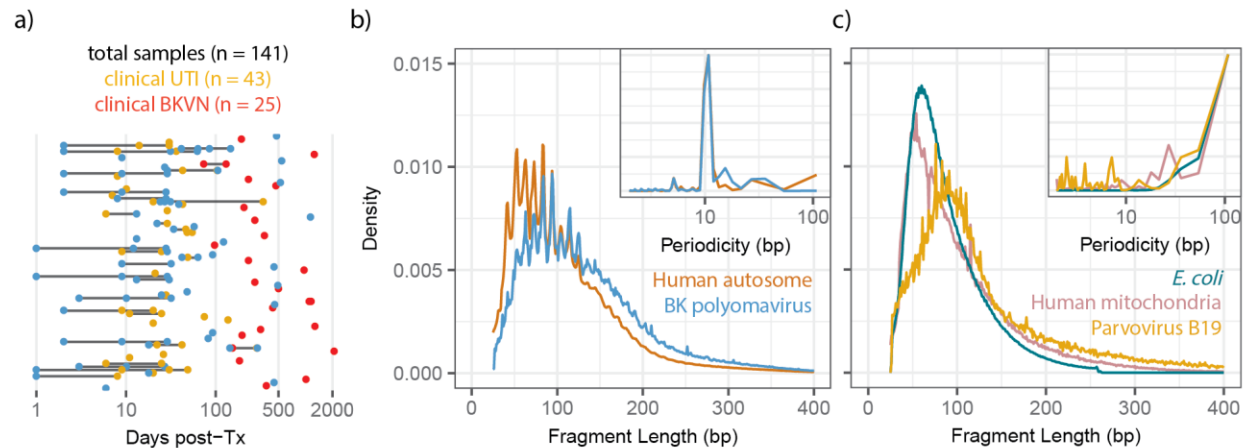 a)
total samples (n = 141)
clinical UTI (n = 43)
clinical BKVN (n = 25)
1 10 100 500 2000
Days post−Tx
b)
0.015
0.010
0.005
0.000
Density
10 100
Periodicity (bp)
Human autosome
BK polyomavirus
0 100 200 300 400
Fragment Length (bp)
c)
10 100
Periodicity (bp)
E. coli
Human mitochondria
Parvovirus B19
0 100 200 300 400
Fragment Length (bp)